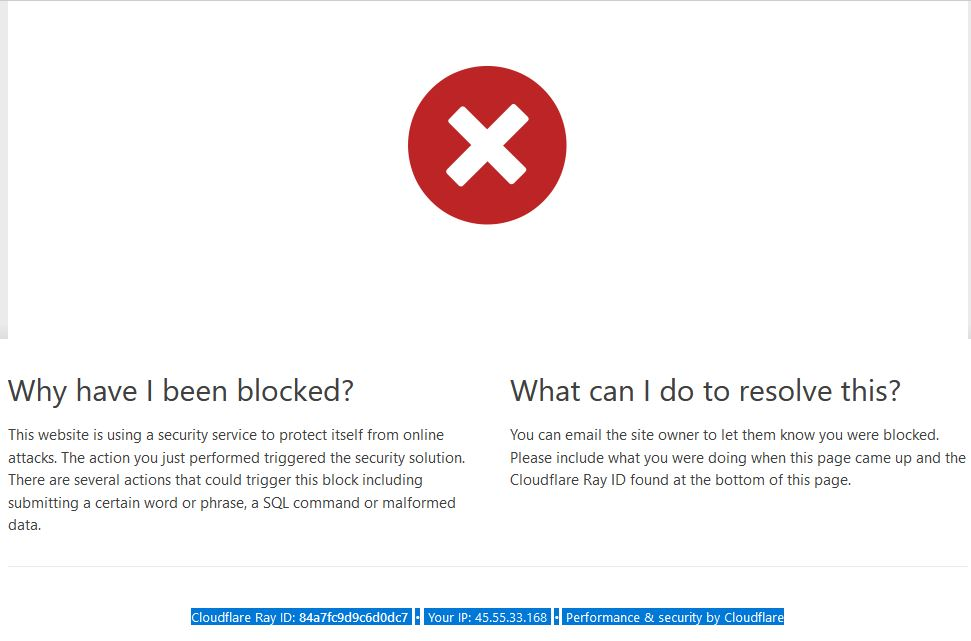 Why have I been blocked?
This website is using a security service to protect itself from online
attacks. The action you just performed triggered the security solution.
There are several actions that could trigger this block including
submitting a certain word or phrase, a SQL command or malformed
data.
What can I do to resolve this?
You can email the site owner to let them know you were blocked.
Please include what you were doing when this page came up and the
Cloudflare Ray ID found at the bottom of this page.
Cloudflare Ray ID: 84a7fc9d9c6d0dc7 • Your IP: 45.55.33.168 • Performance & security by Cloudflare